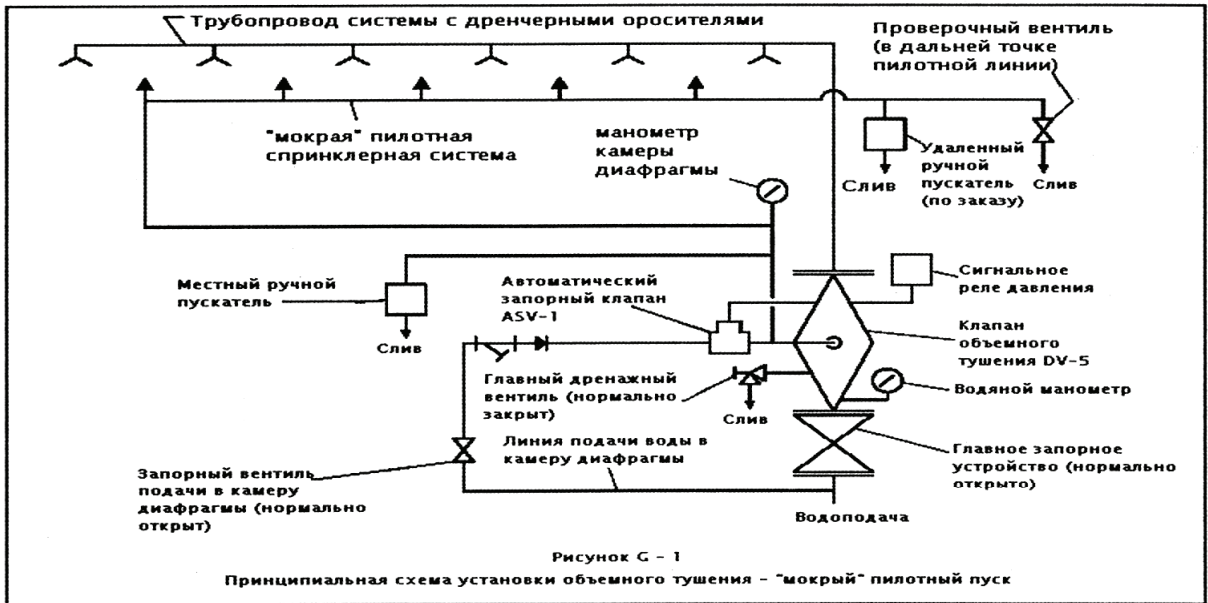 Трубопровод системы с дренчерными оросителями
Проверочный вентиль
(в дальней точке
пилотной линии)
"мокрая" пилотная
спринклерная система
манометр
камеры
диафрагмы
Удаленный
ручной
пускатель
(по заказу)
Слив
Слив
Местный ручной
пускатель
Слив
Автоматический
запорный клапан
ASV-1
Сигнальное
реле давления
Клапан
объемного
тушения DV-5
Главный дренажный
вентиль (нормально
закрыт)
Слив
Водяной манометр
Запорный вентиль
подачи в камеру
диафрагмы (нормально
открыт)
Линия подачи воды в
камеру диафрагмы
Главное запорное
устройство (нормально
открыто)
Водоподача
Рисунок G - 1
Принципиальная схема установки объемного тушения - "мокрый" пилотный пуск